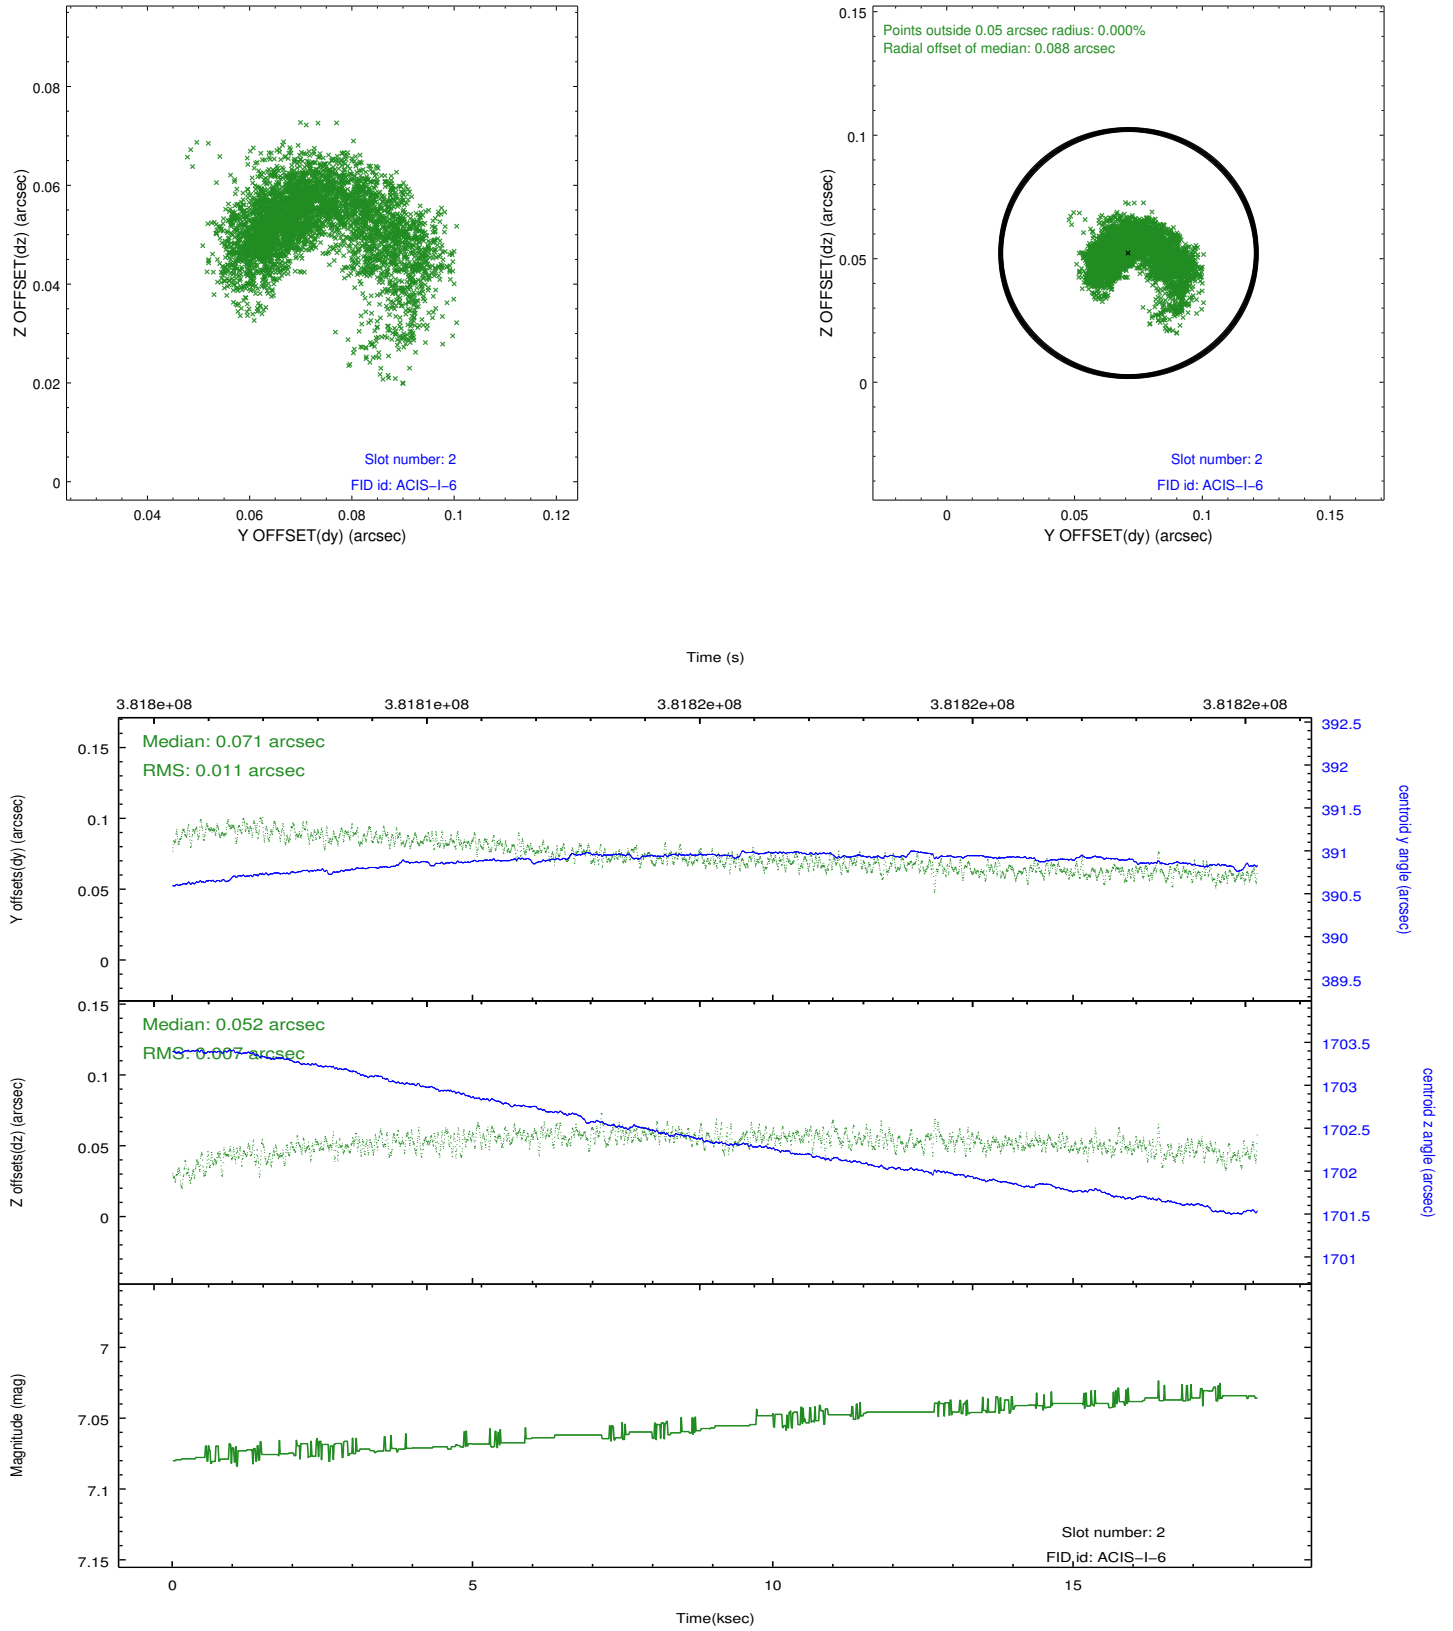 0.08
0.06
0.04
0.02
0
Z OFFSET(dz) (arcsec)
Slot number: 2
FID id: ACIS−I−6
0.04
0.06
0.08
0.1
0.12
Y OFFSET(dy) (arcsec)
0.15
0.1
0.05
0
Z OFFSET(dz) (arcsec)
Points outside 0.05 arcsec radius: 0.000%
Radial offset of median: 0.088 arcsec
Slot number: 2
FID id: ACIS−I−6
0
0.05
0.1
0.15
Y OFFSET(dy) (arcsec)
Time (s)
3.818e+08
3.8181e+08
3.8182e+08
3.8182e+08
3.8182e+08
Median: 0.071 arcsec
RMS: 0.011 arcsec
0.15
0.1
0.05
0
Y offsets(dy) (arcsec)
392.5
392
391.5
391
390.5
390
389.5
centroid y angle (arcsec)
Median: 0.052 arcsec
RMS: 0.007 arcsec
0.15
0.1
0.05
0
Z offsets(dz) (arcsec)
1703.5
1703
1702.5
1702
1701.5
1701
centroid z angle (arcsec)
7
7.05
7.1
7.15
Magnitude (mag)
Slot number: 2
FID id: ACIS−I−6
0
5
10
15
Time(ksec)